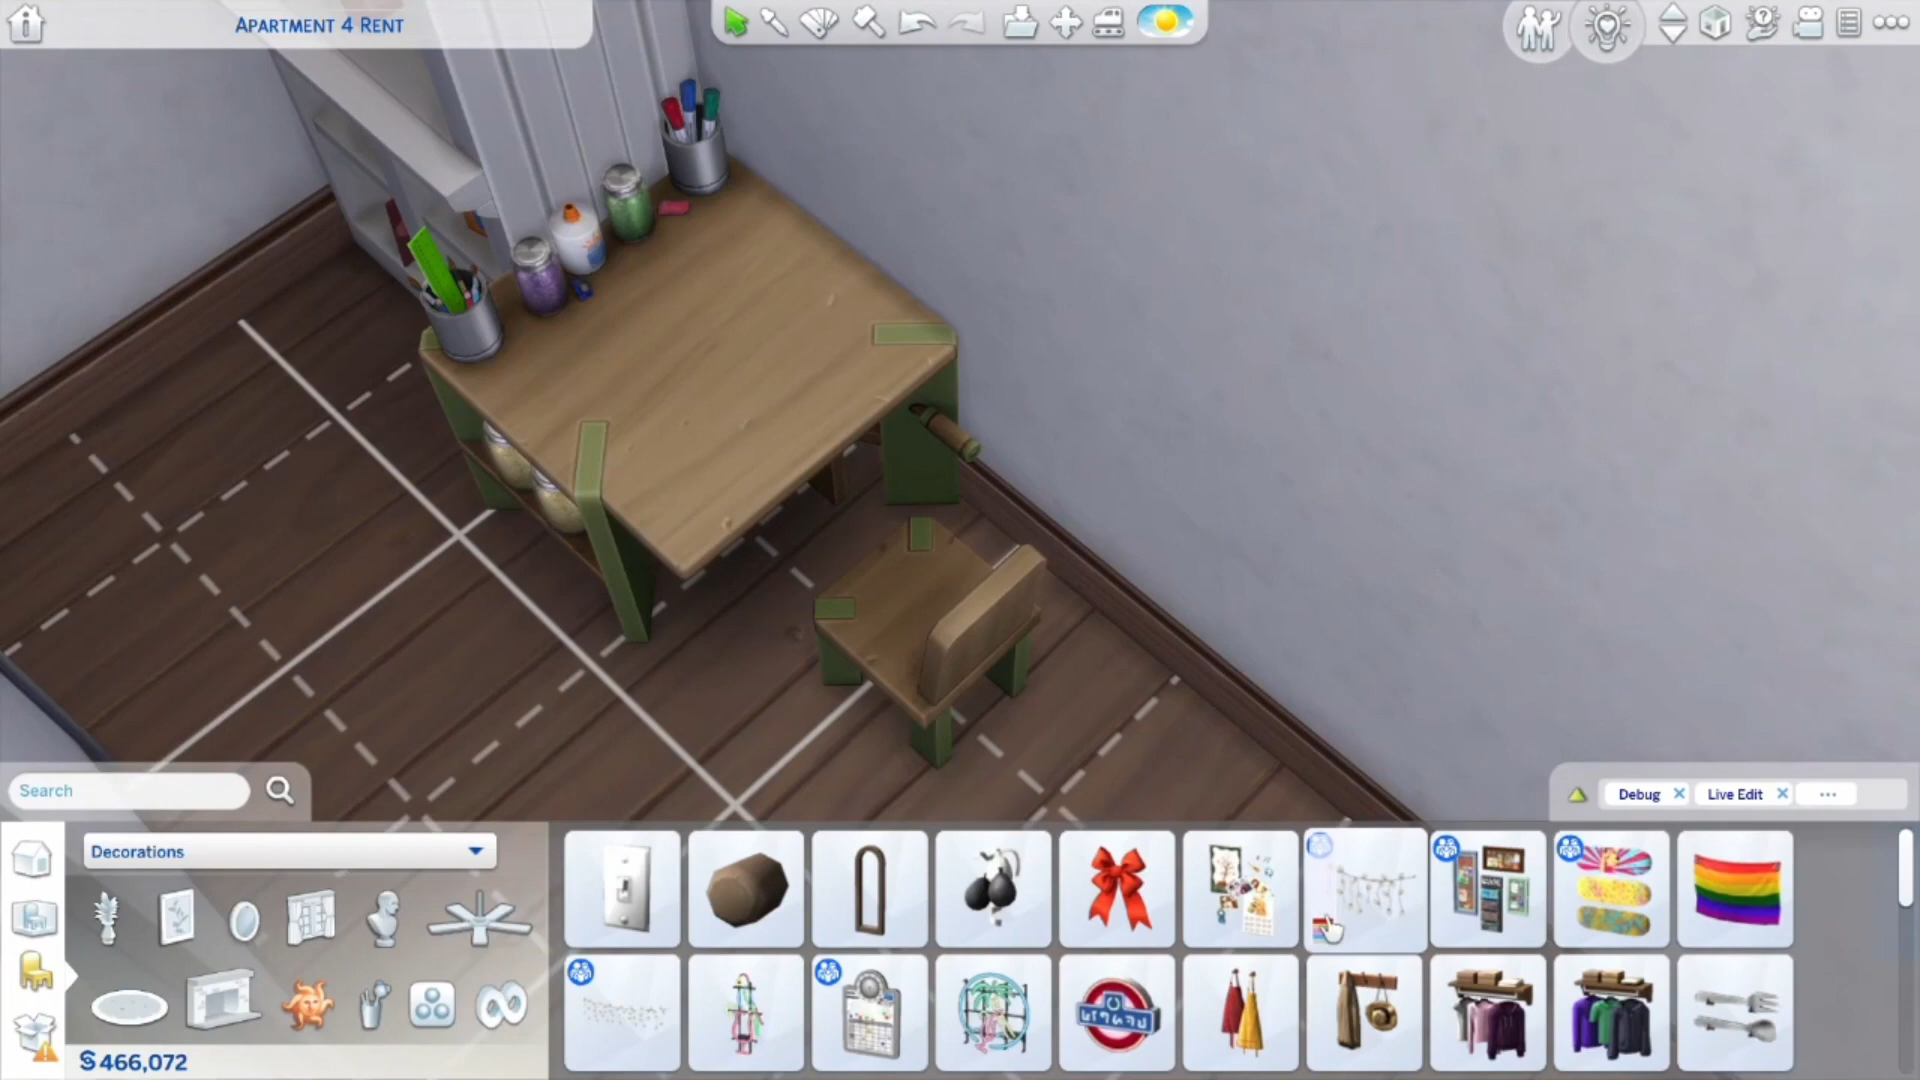 APARTMENT 4 RENT
Search
Debug
Live Edit
Decorations
§466,072